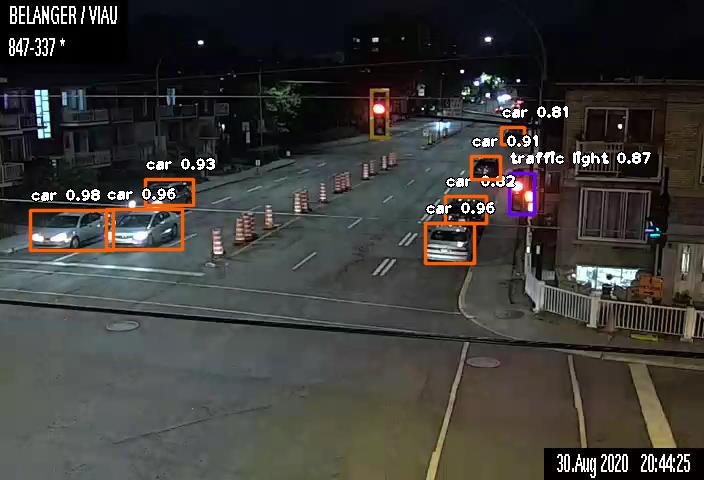 BELANGER / VIAU
847-337 *
car 0.81
car 0.91
traffic light 0.87
car 0.93
car 0.82
car 0.98
car 0.96
car 0.96
30.Aug 2020 20:44:25